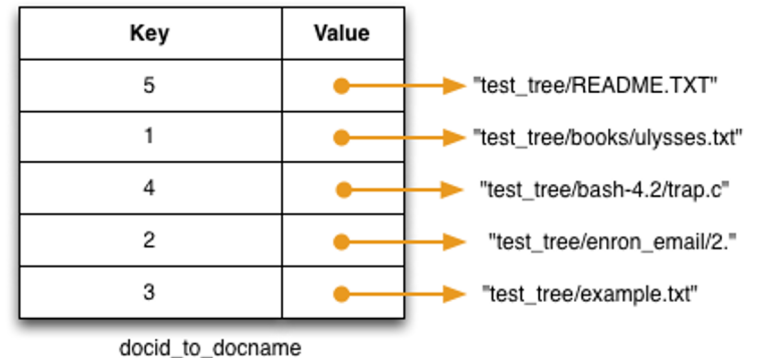 Key Value
5 "test_tree/README.TXT"
1 "test_tree/books/ulysses.txt"
4 "test_tree/bash-4.2/trap.c"
2 "test_tree/enron_email/2."
3 "test_tree/example.txt"
docid_to_docname